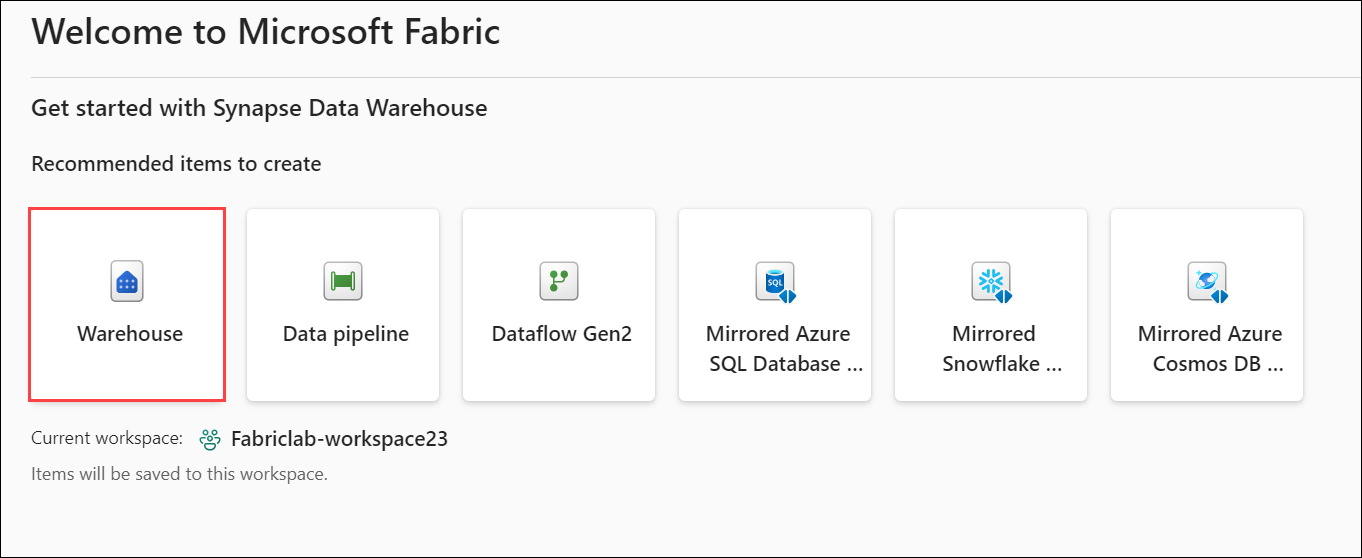 Welcome to Microsoft Fabric
Get started with Synapse Data Warehouse
Recommended items to create
Warehouse
Data pipeline
Dataflow Gen2
SQL
Mirrored Azure
SQL Database ...
Mirrored
Snowflake ...
Mirrored Azure
Cosmos DB ...
Current workspace: Fabriclab-workspace23
Items will be saved to this workspace.